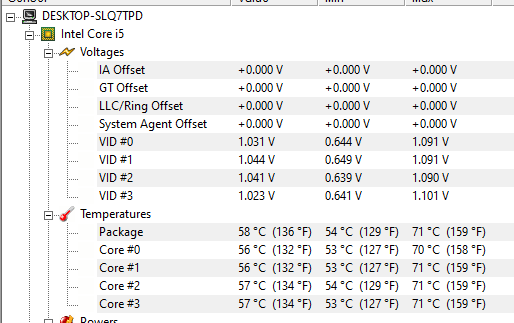 Value Min Max
DESKTOP-SLQ7TPD
Intel Core i5
Voltages
IA Offset +0.000 V +0.000 V +0.000 V
GT Offset +0.000 V +0.000 V +0.000 V
LLC/Ring Offset +0.000 V +0.000 V +0.000 V
System Agent Offset +0.000 V +0.000 V +0.000 V
VID #0 1.031 V 0.644 V 1.091 V
VID #1 1.044 V 0.649 V 1.091 V
VID #2 1.041 V 0.639 V 1.090 V
VID #3 1.023 V 0.641 V 1.101 V
Temperatures
Package 58 °C (136 °F) 54 °C (129 °F) 71 °C (159 °F)
Core #0 56 °C (132 °F) 53 °C (127 °F) 70 °C (158 °F)
Core #1 56 °C (132 °F) 53 °C (127 °F) 71 °C (159 °F)
Core #2 57 °C (134 °F) 53 °C (127 °F) 71 °C (159 °F)
Core #3 57 °C (134 °F) 53 °C (127 °F) 71 °C (159 °F)
Powers